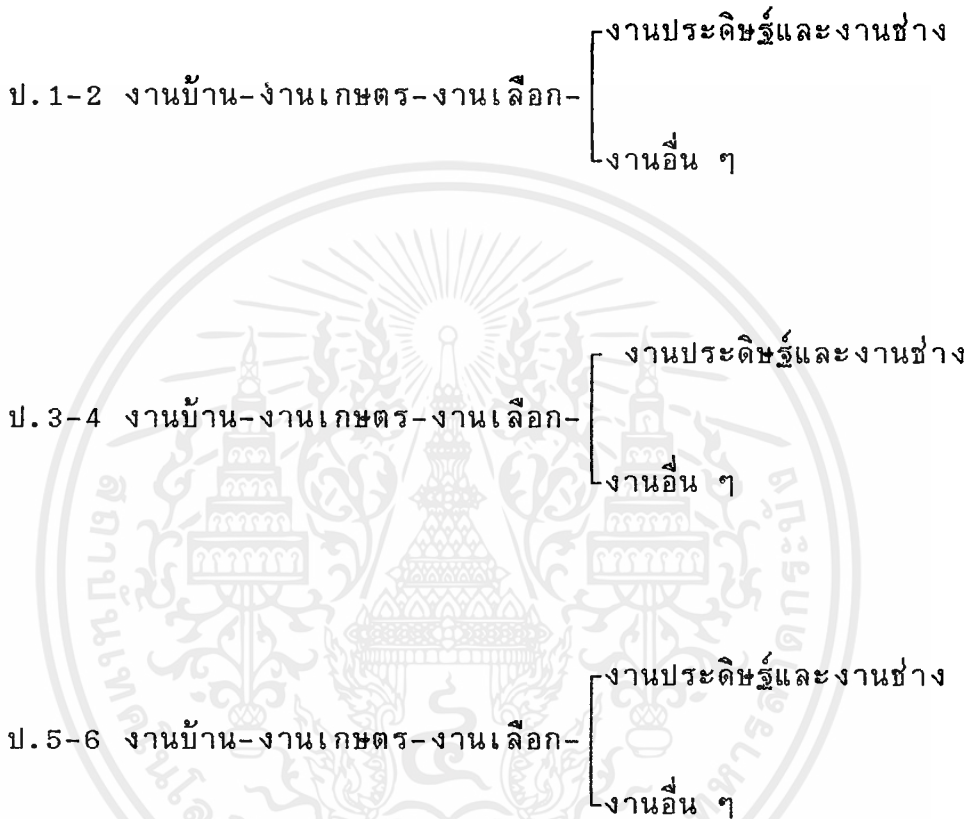 งานประดิษฐ์และงานช่าง
ป.1-2 งานบ้าน-งานเกษตร-งานเลือก-
งานอื่น ๆ
งานประดิษฐ์และงานช่าง
ป.3-4 งานบ้าน-งานเกษตร-งานเลือก-
งานอื่น ๆ
งานประดิษฐ์และงานช่าง
ป.5-6 งานบ้าน-งานเกษตร-งานเลือก-
งานอื่น ๆ